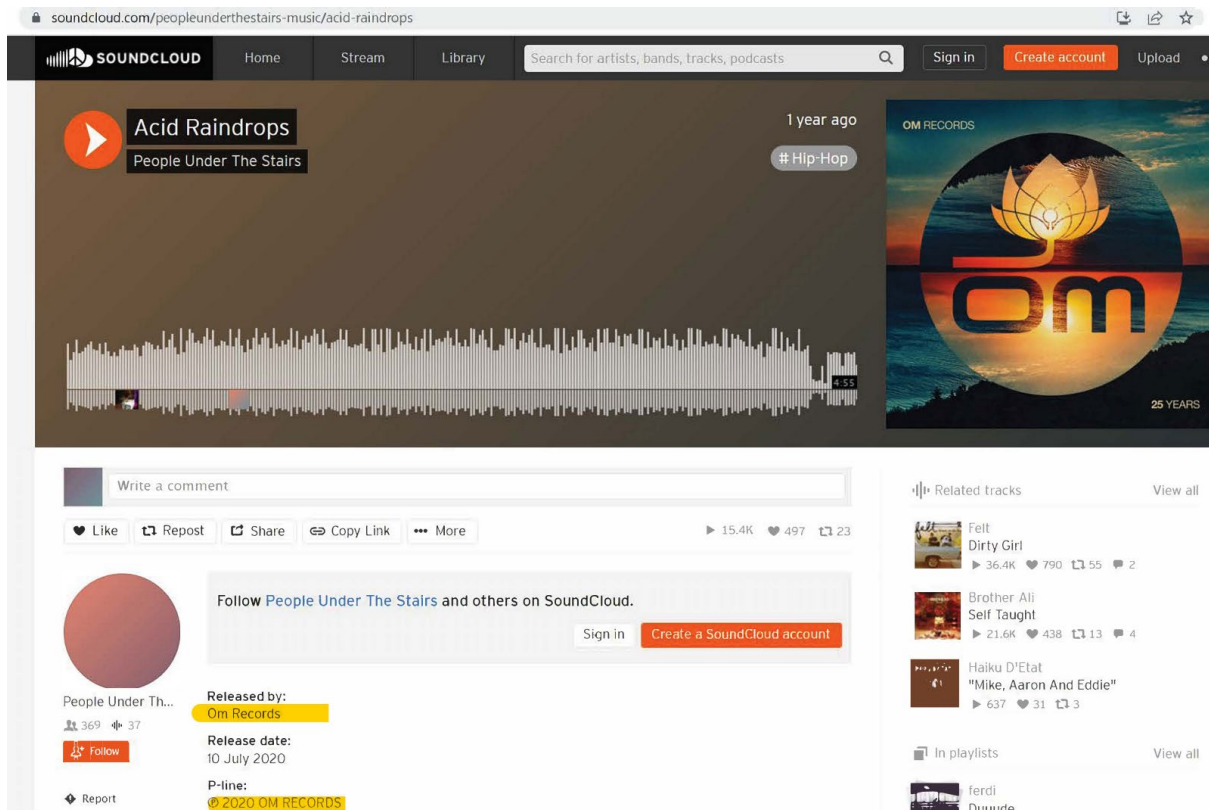 soundcloud.com/peopleunderthestairs-music/acid-raindrops
SOUNDCLOUD Home Stream Library Search for artists, bands, tracks, podcasts Sign in Create account Upload
Acid Raindrops
People Under The Stairs
1 year ago
# Hip-Hop
OM RECORDS
om
25 YEARS
4:55
Write a comment
Like Repost Share Copy Link More 15.4K 497 23
Follow People Under The Stairs and others on SoundCloud.
Sign in Create a SoundCloud account
People Under Th...
369 37
Follow
Report
Released by:
Om Records
Release date:
10 July 2020
P-line:
℗ 2020 OM RECORDS
Related tracks View all
felt
Felt
Dirty Girl
36.4K 790 55 2
Brother Ali
Self Taught
21.6K 438 13 4
Haiku D'Etat
"Mike, Aaron And Eddie"
637 31 3
In playlists View all
ferdi
Duuude